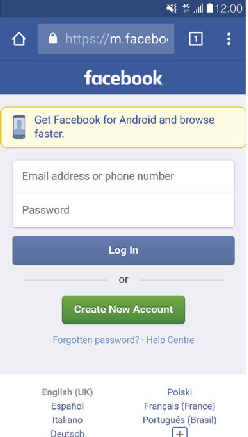 12:00
https://m.facebo
1
facebook
Get Facebook for Android and browse
faster.
Email address or phone number
Password
Log In
or
Create New Account
Forgotten password? · Help Centre
English (UK)
Polski
Español
Français (France)
Italiano
Português (Brasil)
Deutsch
+